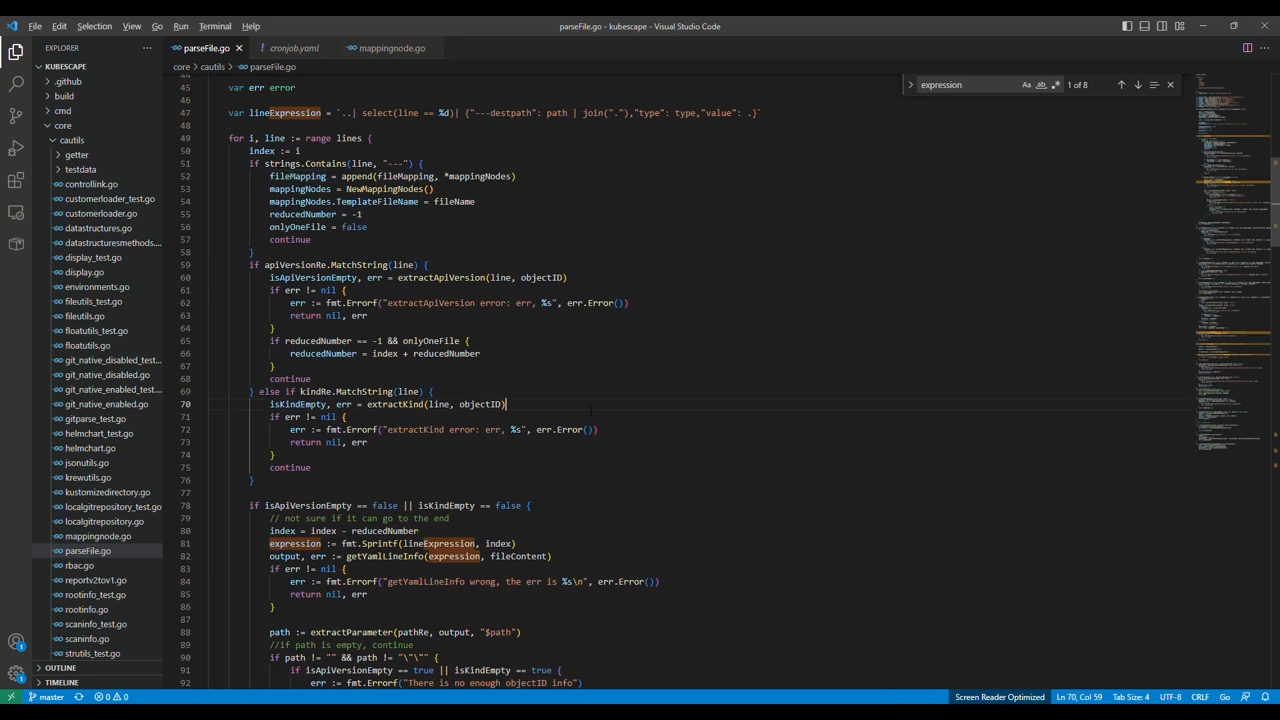 File Edit Selection View Go Run Terminal Help
parseFile.go - kubescape - Visual Studio Code
EXPLORER
parseFile.go
cronjob.yaml
mappingnode.go
KUBESCAPE
.github
build
cmd
core
cautils
getter
testdata
controllink.go
customerloader_test.go
customerloader.go
datastructures.go
datastructuresmethods....
display_test.go
display.go
environments.go
fileutils_test.go
fileutils.go
floatutils_test.go
floatutils.go
git_native_disabled_test...
git_native_disabled.go
git_native_enabled_test....
git_native_enabled.go
gitparse_test.go
helmchart_test.go
helmchart.go
jsonutils.go
krewutils.go
kustomizedirectory.go
localgitrepository_test.go
localgitrepository.go
mappingnode.go
parseFile.go
rbac.go
reportv2tov1.go
rootinfo_test.go
rootinfo.go
scaninfo_test.go
scaninfo.go
strutils_test.go
OUTLINE
TIMELINE
core > cautils > parseFile.go
expression Aa ab 1 of 8
44
45 var err error
46
47 var lineExpression = `..| select(line == %d)| {"---destpath": path | join("."),"type": type,"value": .}`
48
49 for i, line := range lines {
50 index := i
51 if strings.Contains(line, "---") {
52 fileMapping = append(fileMapping, *mappingNodes)
53 mappingNodes = NewMappingNodes()
54 mappingNodes.TemplateFileName = fileName
55 reducedNumber = -1
56 onlyOneFile = false
57 continue
58 }
59 if apiVersionRe.MatchString(line) {
60 isApiVersionEmpty, err = extractApiVersion(line, objectID)
61 if err != nil {
62 err := fmt.Errorf("extractApiVersion error: err, %s", err.Error())
63 return nil, err
64 }
65 if reducedNumber == -1 && onlyOneFile {
66 reducedNumber = index + reducedNumber
67 }
68 continue
69 } else if kindRe.MatchString(line) {
70 isKindEmpty, err = extractKind(line, objectID)
71 if err != nil {
72 err := fmt.Errorf("extractKind error: err, %s", err.Error())
73 return nil, err
74 }
75 continue
76 }
78 if isApiVersionEmpty == false || isKindEmpty == false {
79 // not sure if it can go to the end
80 index = index - reducedNumber
81 expression := fmt.Sprintf(lineExpression, index)
82 output, err := getYamlLineInfo(expression, fileContent)
83 if err != nil {
84 err := fmt.Errorf("getYamlLineInfo wrong, the err is %s\n", err.Error())
85 return nil, err
86 }
88 path := extractParameter(pathRe, output, "$path")
89 //if path is empty, continue
90 if path != "" && path != "\"\"" {
91 if isApiVersionEmpty == true || isKindEmpty == true {
92 err := fmt.Errorf("There is no enough objectID info")
master 0 0
Screen Reader Optimized Ln 70, Col 59 Tab Size: 4 UTF-8 CRLF Go